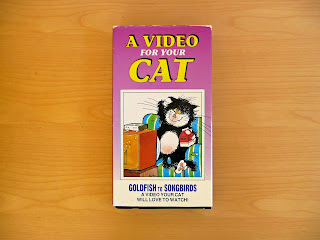 A VIDEO
FOR YOUR
CAT
GOLDFISH TO SONGBIRDS
A VIDEO YOUR CAT
WILL LOVE TO WATCH!